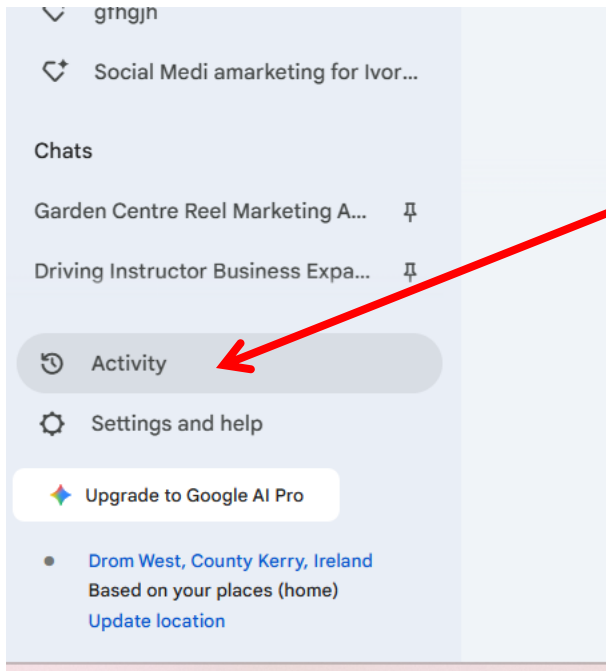 gfhgjh
Social Medi amarketing for Ivor...
Chats
Garden Centre Reel Marketing A...
Driving Instructor Business Expa...
Activity
Settings and help
Upgrade to Google AI Pro
Drom West, County Kerry, Ireland
Based on your places (home)
Update location